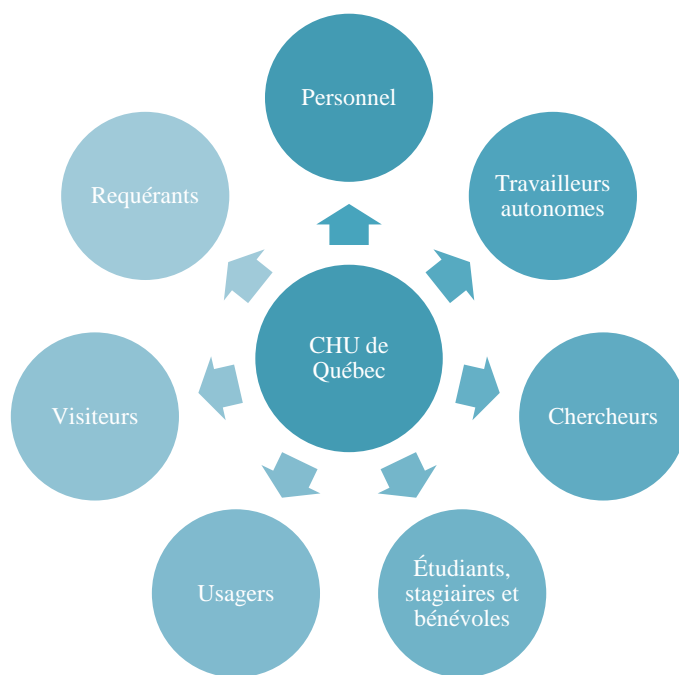 Personnel
Travailleurs
autonomes
Chercheurs
Étudiants,
stagiaires et
bénévoles
Usagers
Visiteurs
Requérants
CHU de
Québec